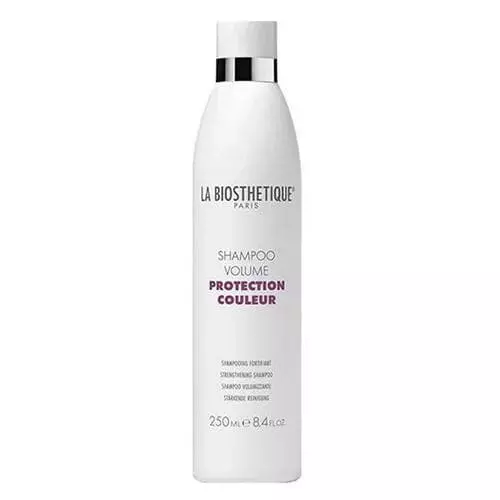 LA BIOSTHETIQUE®
PARIS
SHAMPOO
VOLUME
PROTECTION
COULEUR
SHAMPOOING FORTIFIANT
STRENGTHENING SHAMPOO
SHAMPOO VOLUMIZZANTE
STÄRKENDE REINIGUNG
250 ML e 8.4 FL.OZ.